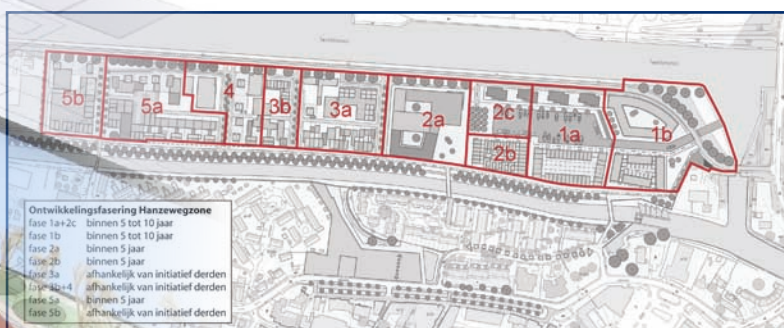 5b
5a
4
3b
3a
2a
2c
2b
1a
1b
Ontwikkelingsfasering Hanzewegzone
fase 1a+2c binnen 5 tot 10 jaar
fase 1b binnen 5 tot 10 jaar
fase 2a binnen 5 jaar
fase 2b binnen 5 jaar
fase 3a afhankelijk van initiatief derden
fase 3b+4 afhankelijk van initiatief derden
fase 5a binnen 5 jaar
fase 5b afhankelijk van initiatief derden